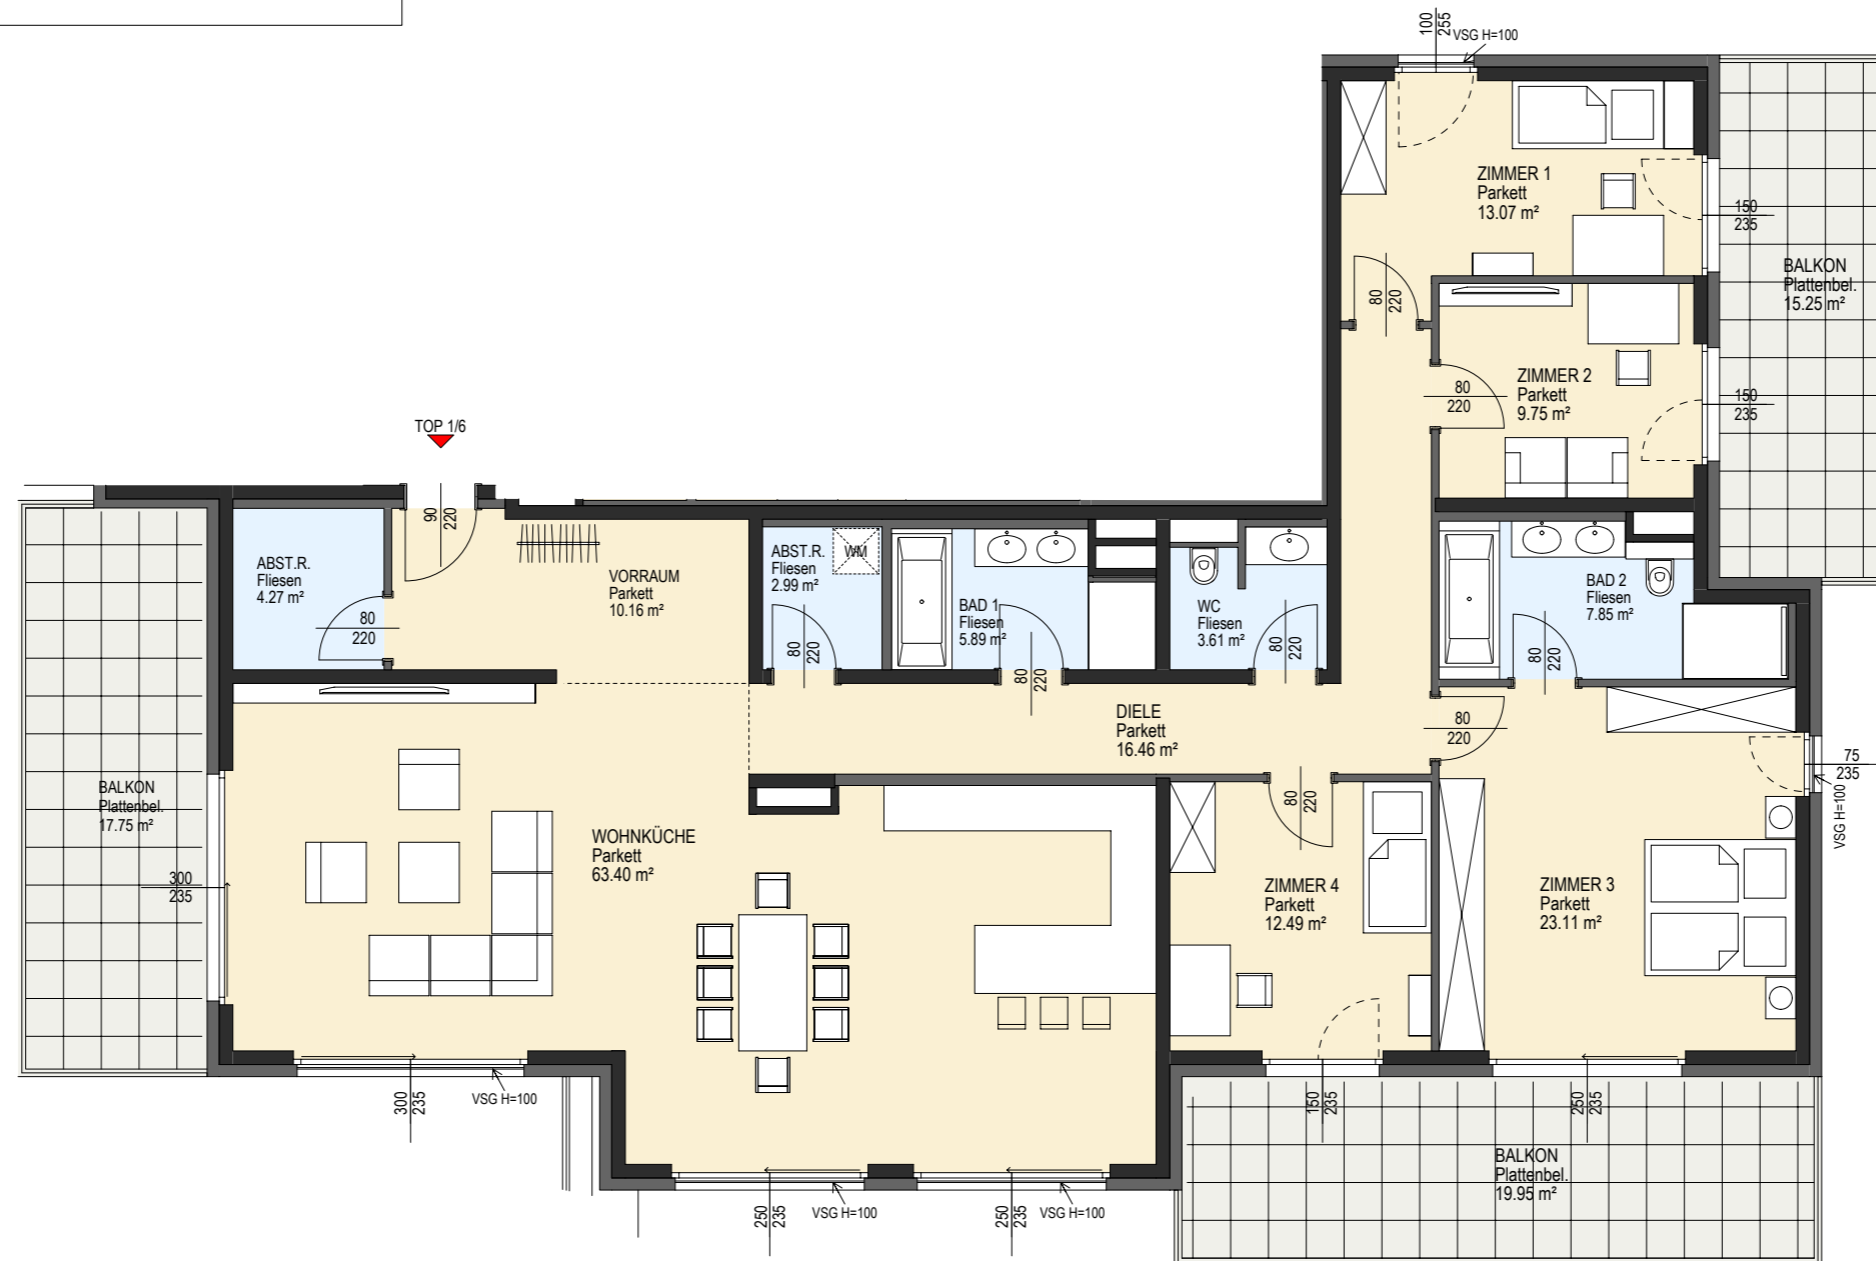 100
255
VSG H=100
ZIMMER 1
Parkett
13.07 m²
150
235
BALKON
Plattenbel.
15.25 m²
80
220
ZIMMER 2
Parkett
9.75 m²
80
220
150
235
TOP 1/6
90
220
ABST.R.
Fliesen
4.27 m²
80
220
VORRAUM
Parkett
10.16 m²
ABST.R.
Fliesen
2.99 m²
WM
80
220
BAD 1
Fliesen
5.89 m²
80
220
WC
Fliesen
3.61 m²
80
220
BAD 2
Fliesen
7.85 m²
80
220
DIELE
Parkett
16.46 m²
80
220
75
235
VSG H=100
BALKON
Plattenbel.
17.75 m²
300
235
WOHNKÜCHE
Parkett
63.40 m²
80
220
ZIMMER 4
Parkett
12.49 m²
ZIMMER 3
Parkett
23.11 m²
300
235
VSG H=100
150
235
250
235
BALKON
Plattenbel.
19.95 m²
250
235
VSG H=100
250
235
VSG H=100